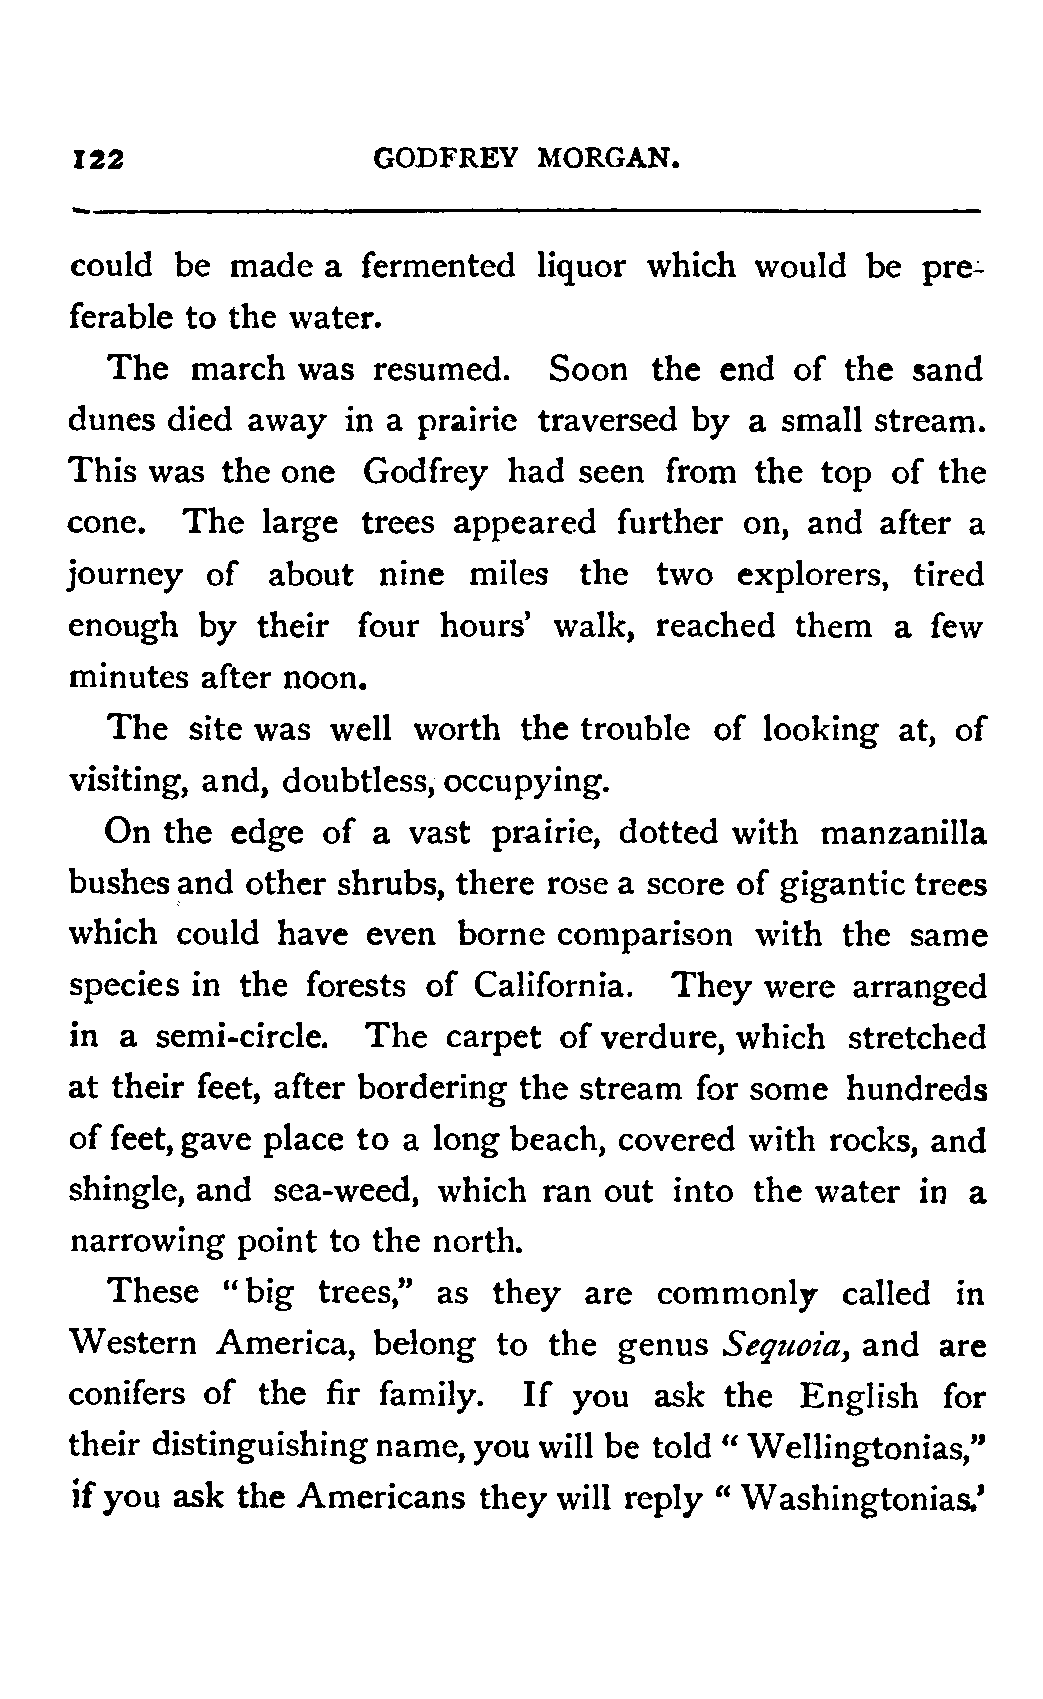 122 GODFREY MORGAN.
could be made a fermented liquor which would be pre-
ferable to the water.
The march was resumed. Soon the end of the sand
dunes died away in a prairie traversed by a small stream.
This was the one Godfrey had seen from the top of the
cone. The large trees appeared further on, and after a
journey of about nine miles the two explorers, tired
enough by their four hours' walk, reached them a few
minutes after noon.
The site was well worth the trouble of looking at, of
visiting, and, doubtless, occupying.
On the edge of a vast prairie, dotted with manzanilla
bushes and other shrubs, there rose a score of gigantic trees
which could have even borne comparison with the same
species in the forests of California. They were arranged
in a semi-circle. The carpet of verdure, which stretched
at their feet, after bordering the stream for some hundreds
of feet, gave place to a long beach, covered with rocks, and
shingle, and sea-weed, which ran out into the water in a
narrowing point to the north.
These "big trees," as they are commonly called in
Western America, belong to the genus Sequoia, and are
conifers of the fir family. If you ask the English for
their distinguishing name, you will be told "Wellingtonias,"
if you ask the Americans they will reply "Washingtonias.'